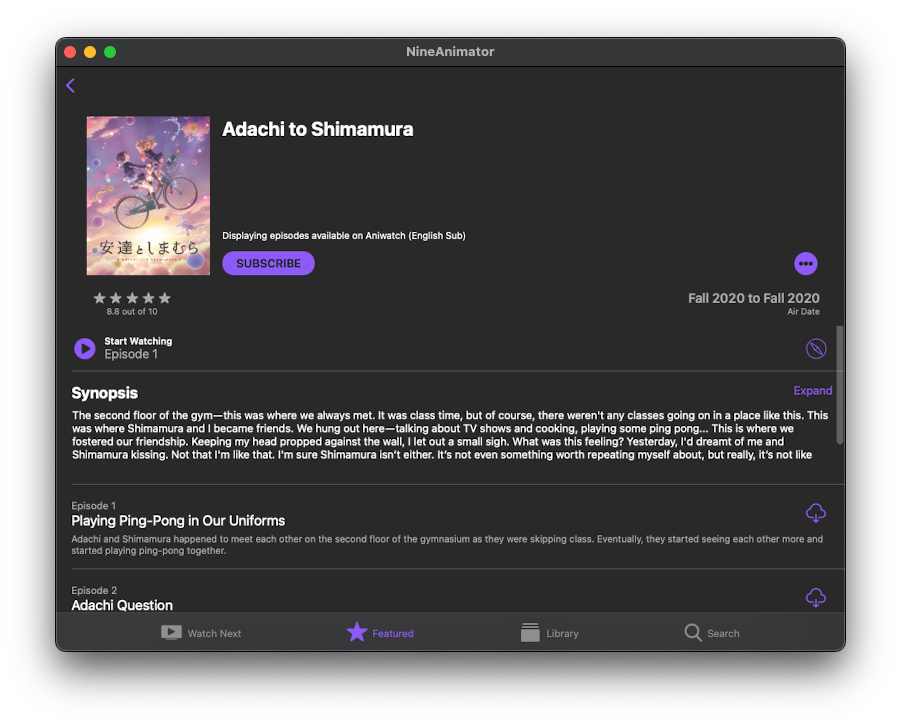 NineAnimator
Adachi to Shimamura
Displaying episodes available on Aniwatch (English Sub)
SUBSCRIBE
安達としまむら
8.8 out of 10
Fall 2020 to Fall 2020
Air Date
Start Watching
Episode 1
Synopsis
Expand
The second floor of the gym—this was where we always met. It was class time, but of course, there weren't any classes going on in a place like this. This
was where Shimamura and I became friends. We hung out here—talking about TV shows and cooking, playing some ping pong... This is where we
fostered our friendship. Keeping my head propped against the wall, I let out a small sigh. What was this feeling? Yesterday, I'd dreamt of me and
Shimamura kissing. Not that I'm like that. I'm sure Shimamura isn't either. It's not even something worth repeating myself about, but really, it's not like
Episode 1
Playing Ping-Pong in Our Uniforms
Adachi and Shimamura happened to meet each other on the second floor of the gymnasium as they were skipping class. Eventually, they started seeing each other more and
started playing ping-pong together.
Episode 2
Adachi Question
Watch Next
Featured
Library
Search